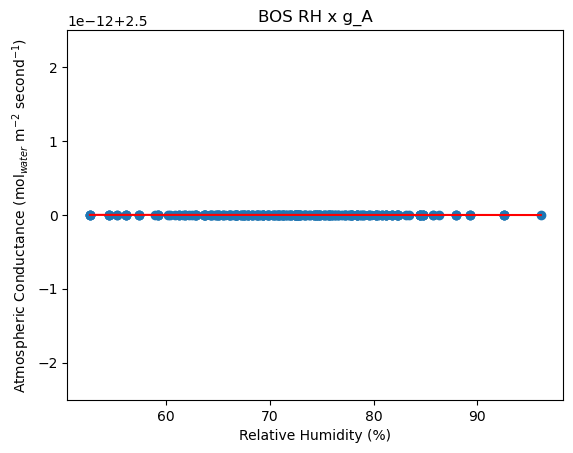 BOS RH x g_A
1e−12+2.5
2
1
0
−1
−2
Atmospheric Conductance (mol$_{water}$ m$^{−2}$ second$^{−1}$)
60 70 80 90
Relative Humidity (%)